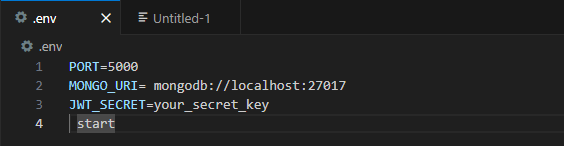 .env Untitled-1
.env
1 PORT=5000
2 MONGO_URI= mongodb://localhost:27017
3 JWT_SECRET=your_secret_key
4 start